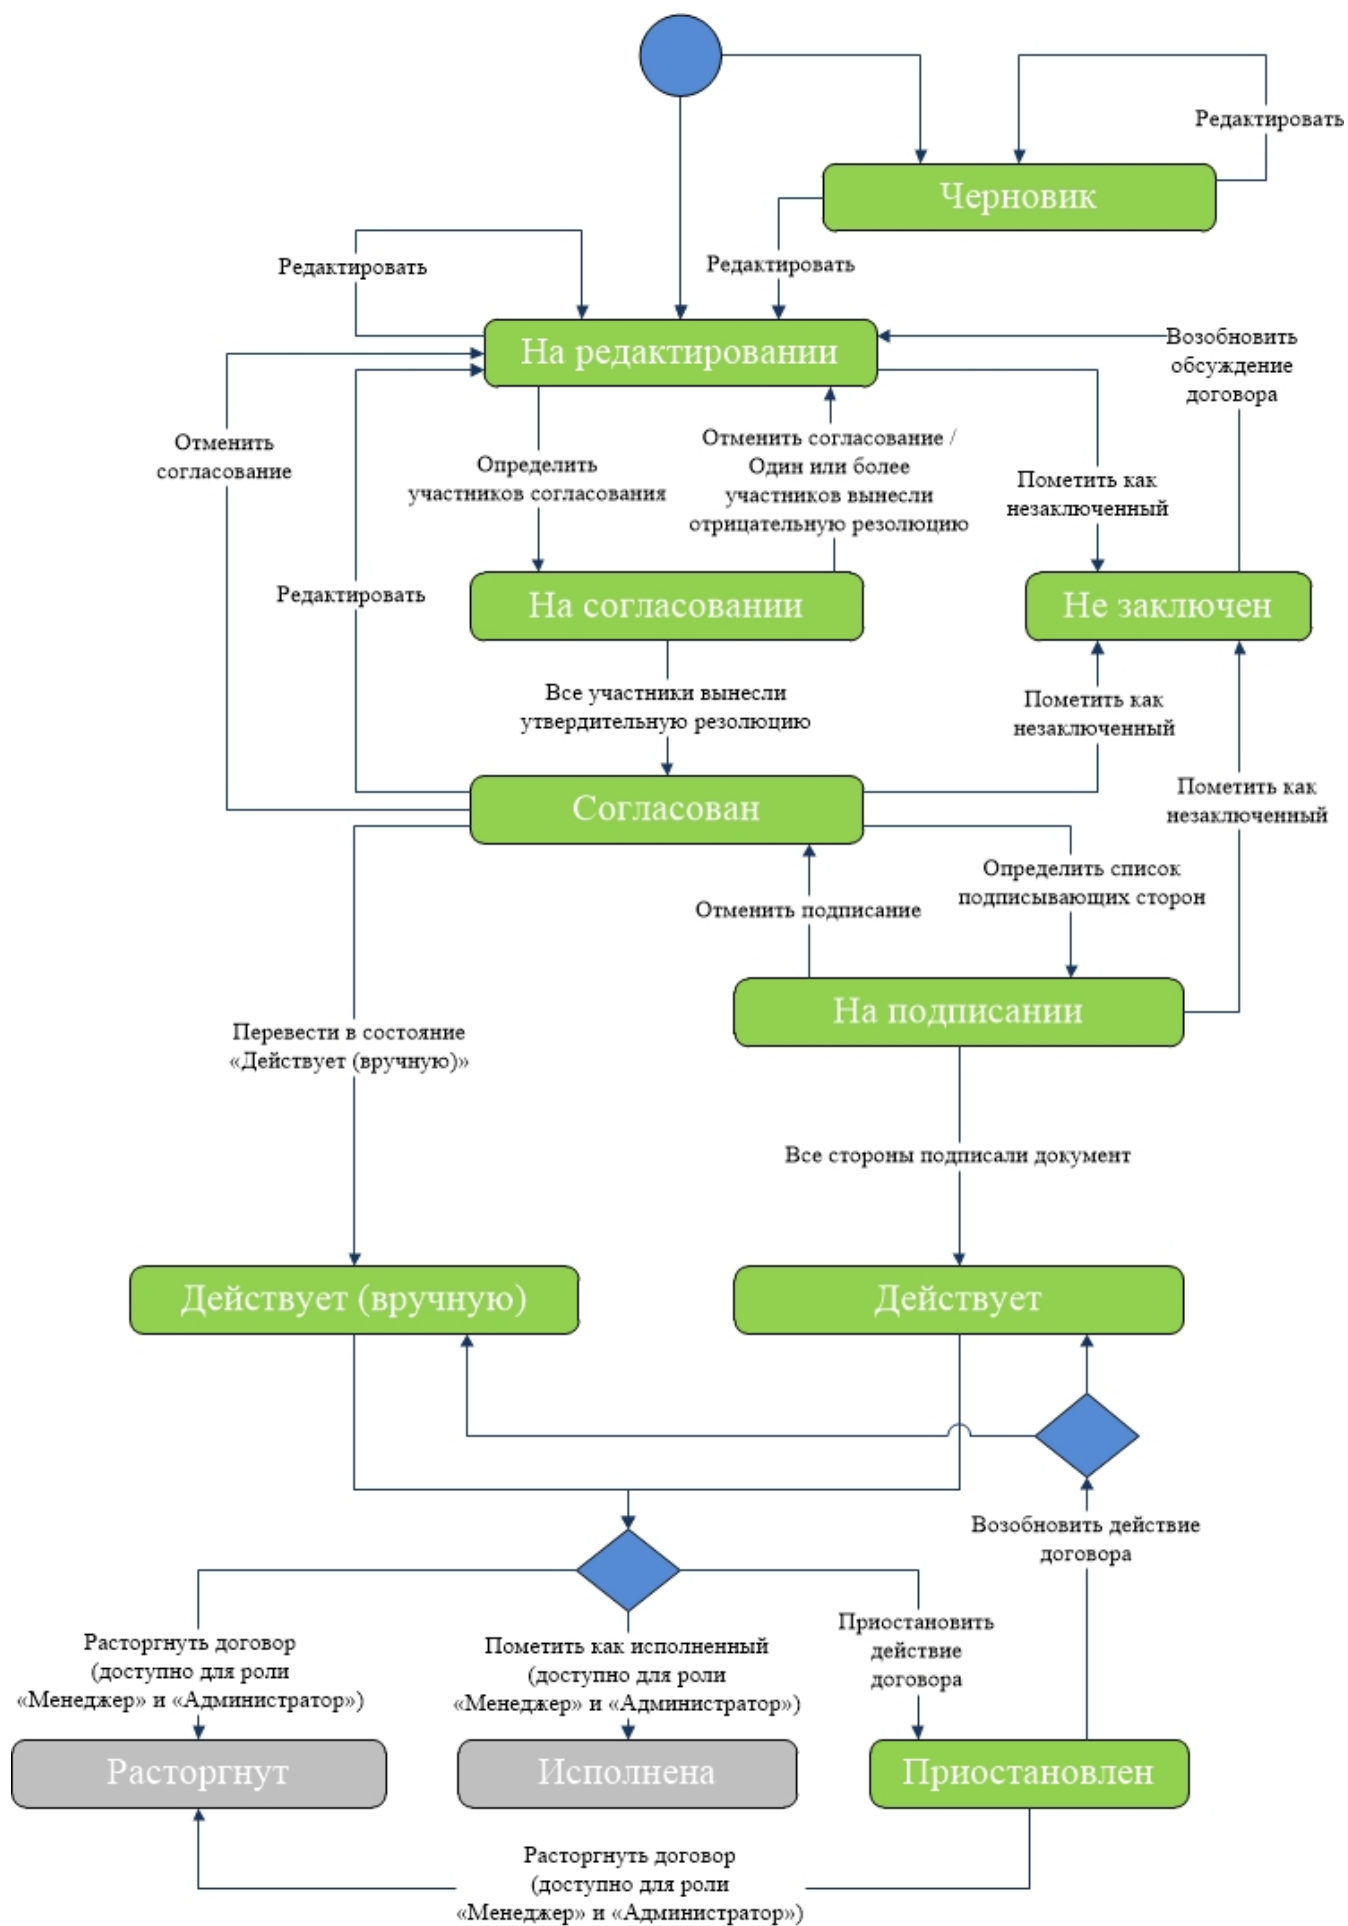 Редактировать
Черновик
Редактировать
Редактировать
На редактировании
Возобновить
обсуждение
договора
Отменить
согласование
Определить
участников согласования
Отменить согласование /
Один или более
участников вынесли
отрицательную резолюцию
Пометить как
незаключенный
Редактировать
На согласовании
Не заключен
Все участники вынесли
утвердительную резолюцию
Пометить как
незаключенный
Согласован
Пометить как
незаключенный
Отменить подписание
Определить список
подписывающих сторон
На подписании
Перевести в состояние
«Действует (вручную)»
Все стороны подписали документ
Действует (вручную)
Действует
Возобновить действие
договора
Расторгнуть договор
(доступно для роли
«Менеджер» и «Администратор»)
Пометить как исполненный
(доступно для роли
«Менеджер» и «Администратор»)
Приостановить
действие
договора
Расторгнут
Исполнена
Приостановлен
Расторгнуть договор
(доступно для роли
«Менеджер» и «Администратор»)